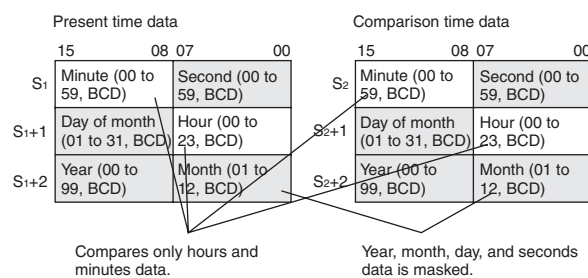 Present time data
Comparison time data
15 08 07 00
15 08 07 00
S1
Minute (00 to
59, BCD)
Second (00 to
59, BCD)
S1+1
Day of month
(01 to 31, BCD)
Hour (00 to
23, BCD)
S1+2
Year (00 to
99, BCD)
Month (01 to
12, BCD)
S2
Minute (00 to
59, BCD)
Second (00 to
59, BCD)
S2+1
Day of month
(01 to 31, BCD)
Hour (00 to
23, BCD)
S2+2
Year (00 to
99, BCD)
Month (01 to
12, BCD)
Compares only hours and
minutes data.
Year, month, day, and seconds
data is masked.